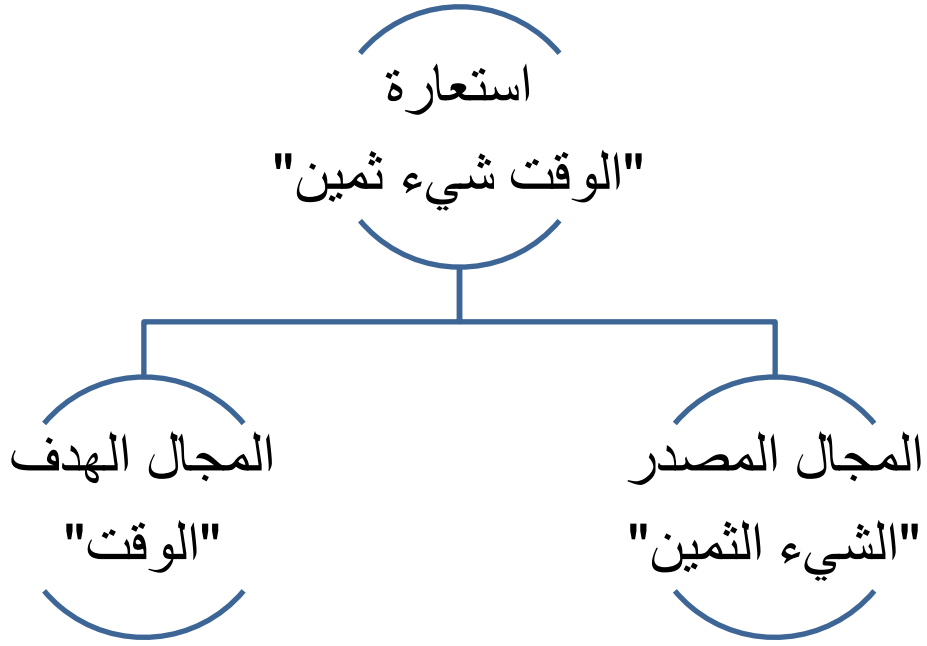 استعارة
"الوقت شيء ثمين"
المجال المصدر
"الشيء الثمين"
المجال الهدف
"الوقت"